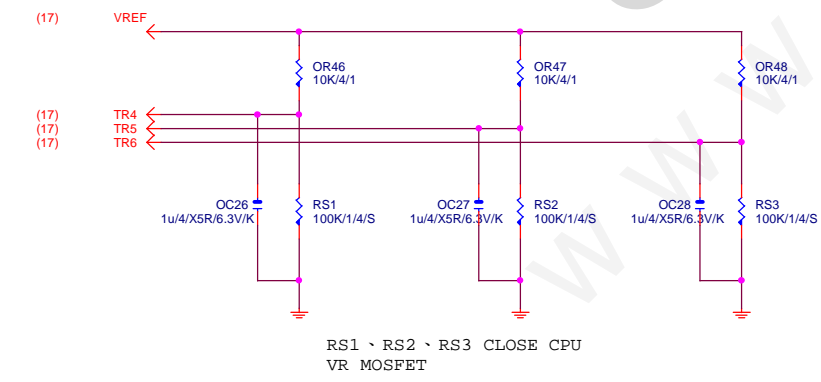 (17) VREF
OR46
10K/4/1
OR47
10K/4/1
OR48
10K/4/1
(17) TR4
(17) TR5
(17) TR6
OC26
1u/4/X5R/6.3V/K
RS1
100K/1/4/S
OC27
1u/4/X5R/6.3V/K
RS2
100K/1/4/S
OC28
1u/4/X5R/6.3V/K
RS3
100K/1/4/S
w w w
RS1、RS2、RS3 CLOSE CPU
VR MOSFET